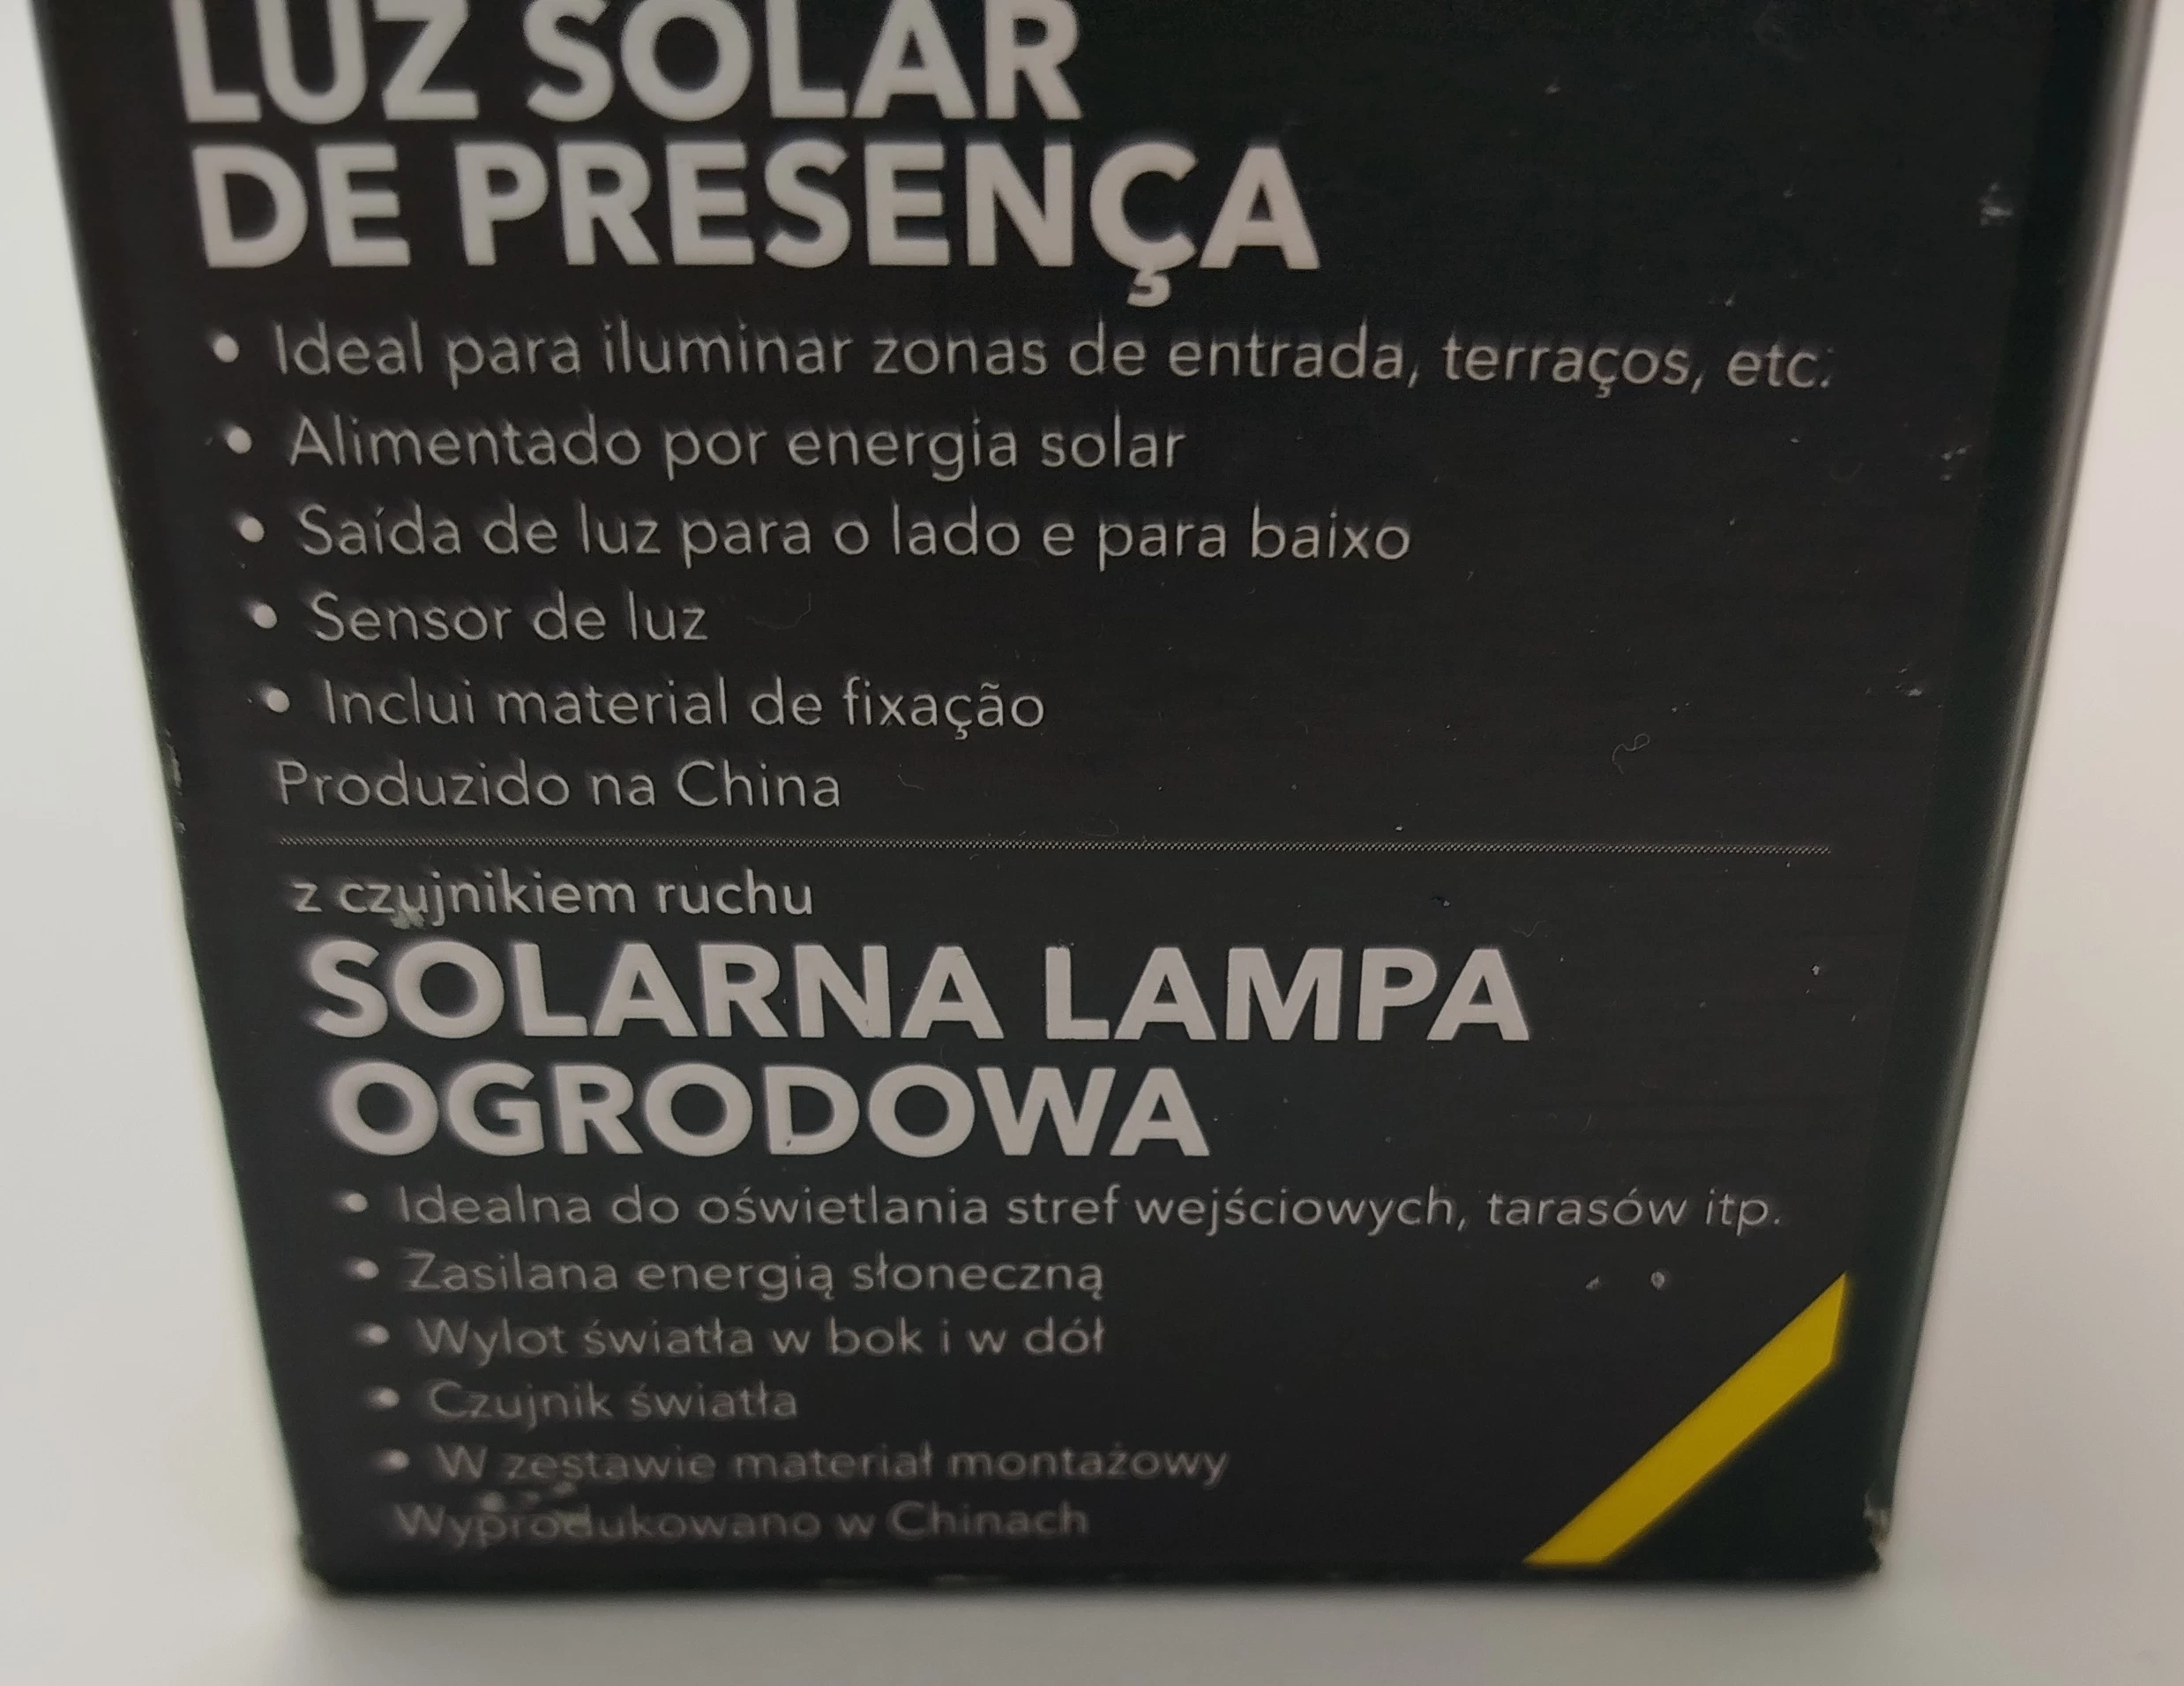 LUZ SOLAR
DE PRESENÇA
• Ideal para iluminar zonas de entrada, terraços, etc.
• Alimentado por energia solar
• Saída de luz para o lado e para baixo
• Sensor de luz
• Inclui material de fixação
Produzido na China
z czujnikiem ruchu
SOLARNA LAMPA
OGRODOWA
• Idealna do oświetlania stref wejściowych, tarasów itp.
• Zasilana energią słoneczną
• Wylot światła w bok i w dół
• Czujnik światła
• W zestawie materiał montażowy
Wyprodukowano w Chinach